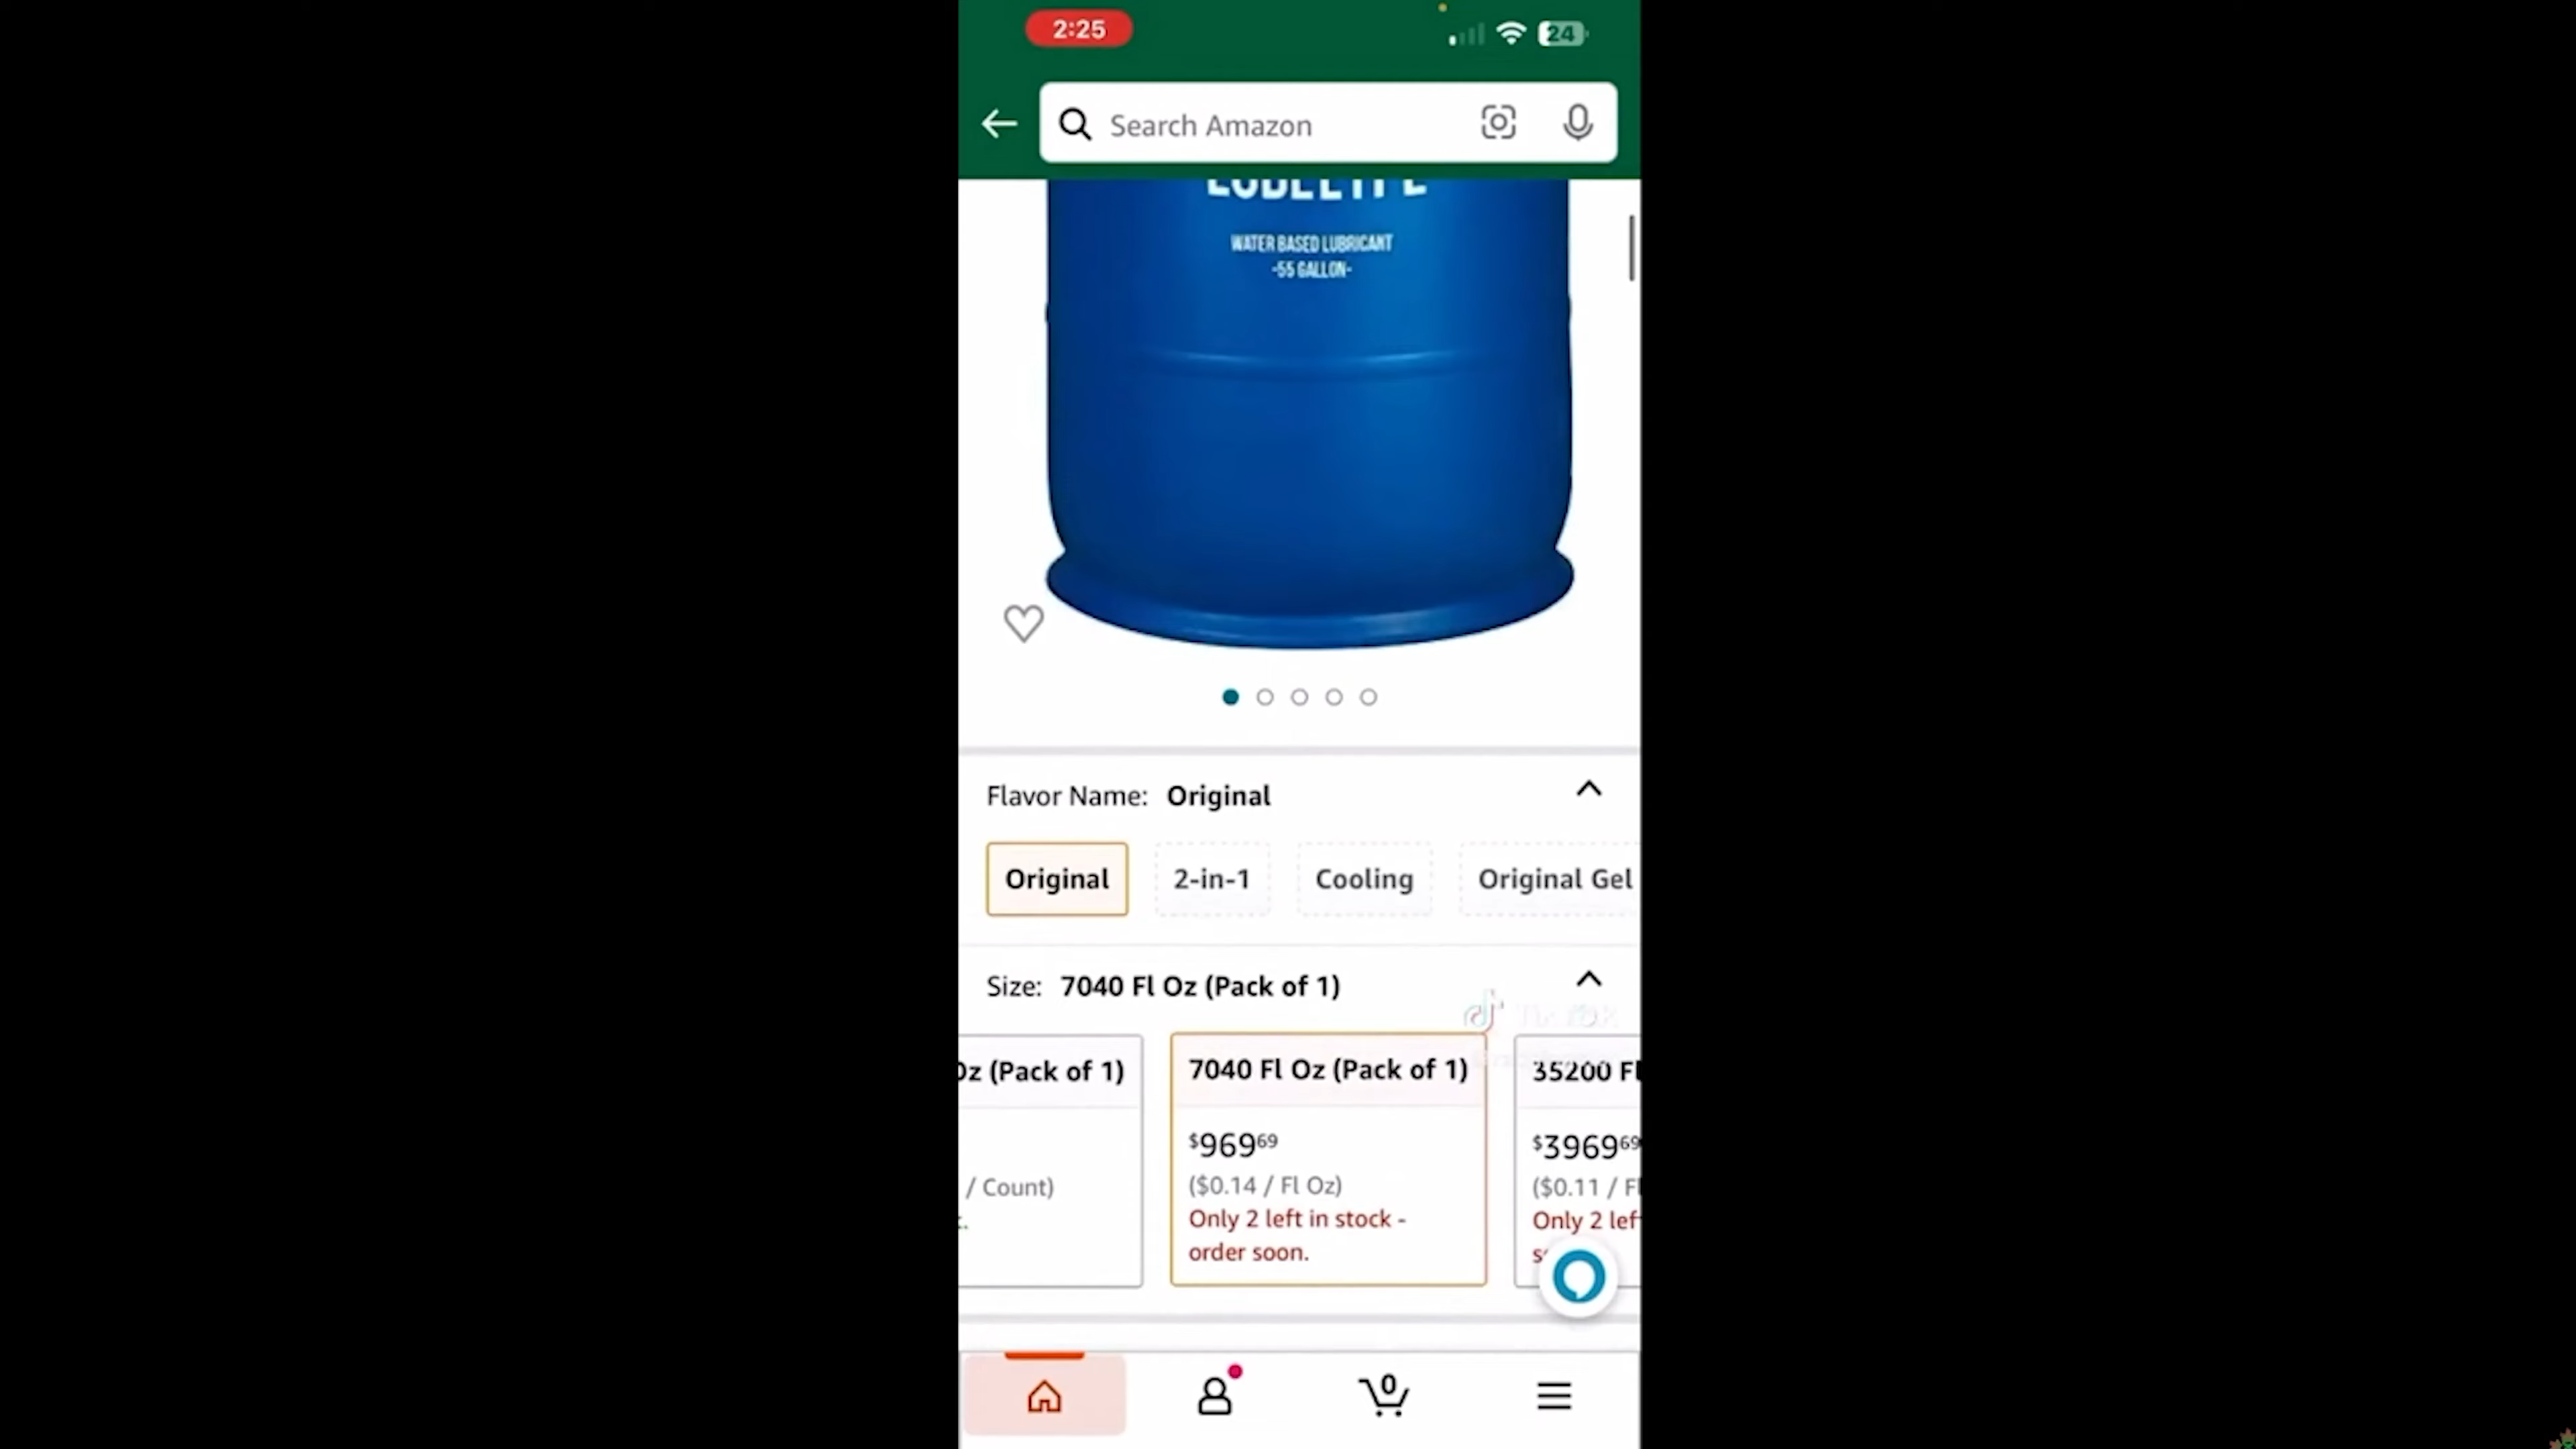 2:25
24
Search Amazon
WATER BASED LUBRICANT
-55 GALLON-
Flavor Name: Original
Original
2-in-1
Cooling
Original Gel
Size: 7040 Fl Oz (Pack of 1)
Oz (Pack of 1)
/ Count)
7040 Fl Oz (Pack of 1)
$969 69
($0.14 / Fl Oz)
Only 2 left in stock -
order soon.
35200 Fl
$3969 69
($0.11 / Fl
Only 2 lef
0